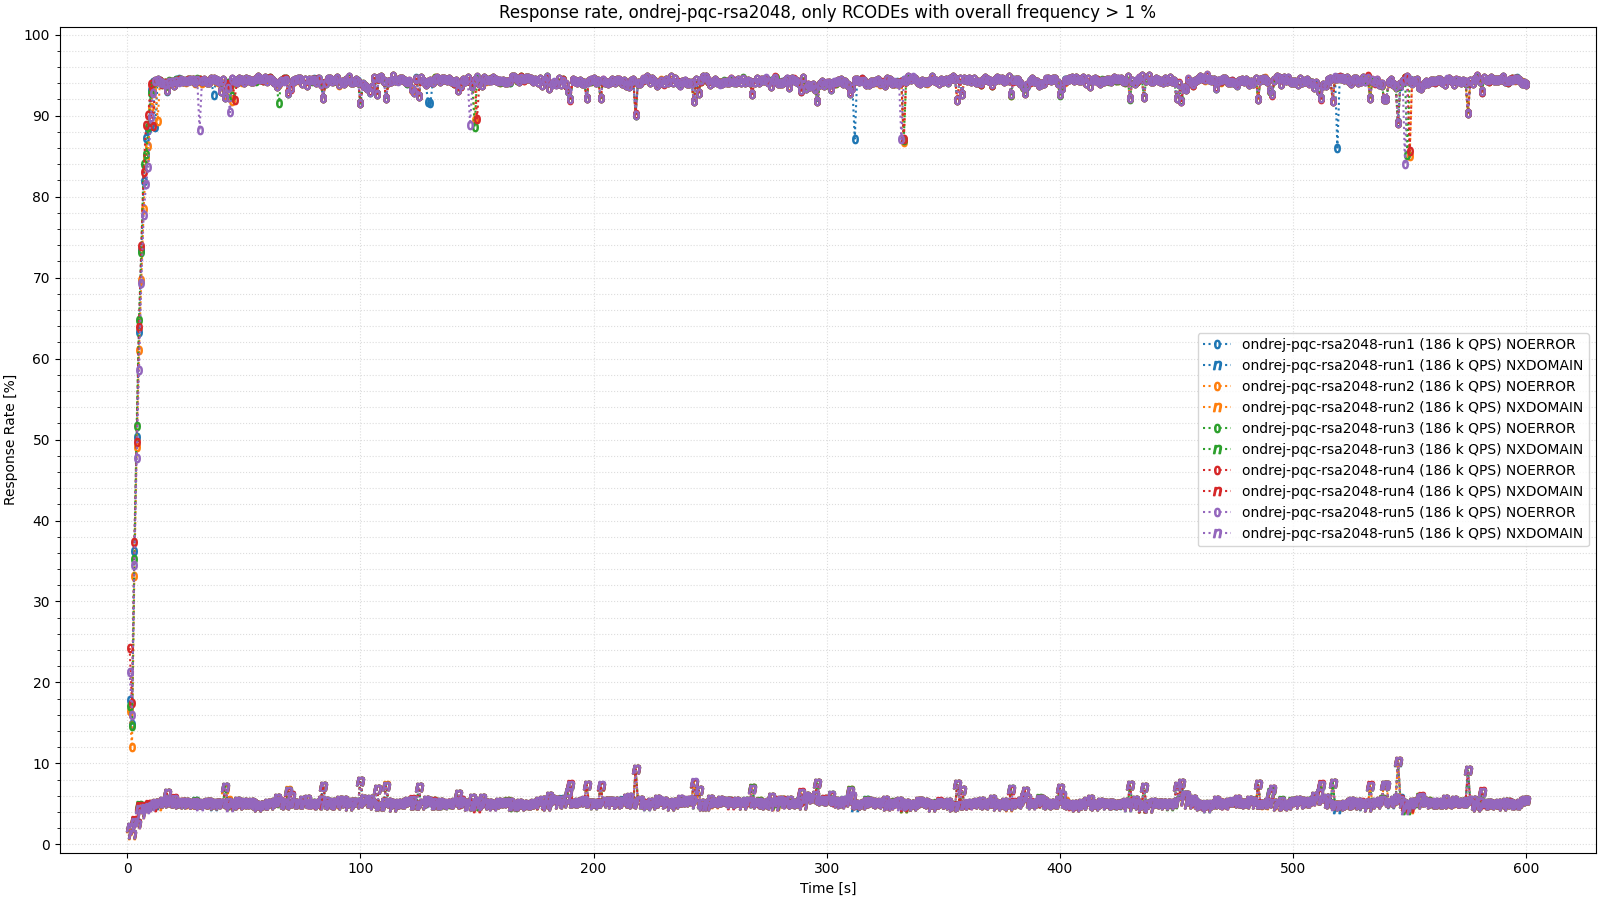 Response rate, ondrej-pqc-rsa2048, only RCODEs with overall frequency > 1 %
Response Rate [%]
100
90
80
70
60
50
40
30
20
10
0
ondrej-pqc-rsa2048-run1 (186 k QPS) NOERROR
ondrej-pqc-rsa2048-run1 (186 k QPS) NXDOMAIN
ondrej-pqc-rsa2048-run2 (186 k QPS) NOERROR
ondrej-pqc-rsa2048-run2 (186 k QPS) NXDOMAIN
ondrej-pqc-rsa2048-run3 (186 k QPS) NOERROR
ondrej-pqc-rsa2048-run3 (186 k QPS) NXDOMAIN
ondrej-pqc-rsa2048-run4 (186 k QPS) NOERROR
ondrej-pqc-rsa2048-run4 (186 k QPS) NXDOMAIN
ondrej-pqc-rsa2048-run5 (186 k QPS) NOERROR
ondrej-pqc-rsa2048-run5 (186 k QPS) NXDOMAIN
0 100 200 300 400 500 600
Time [s]